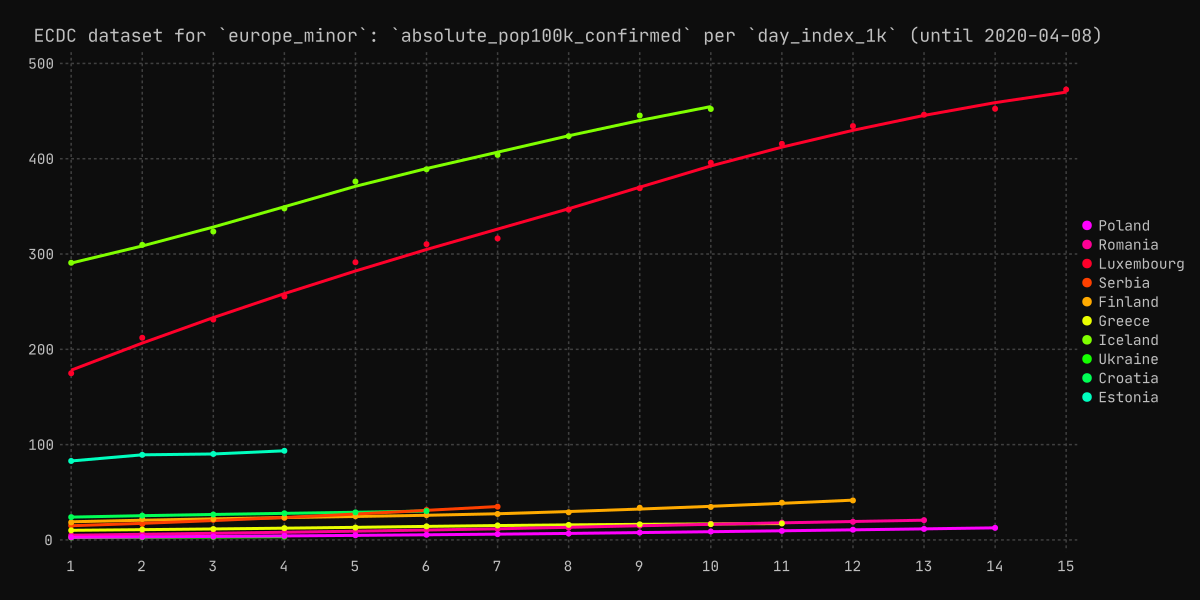 ECDC dataset for `europe_minor`: `absolute_pop100k_confirmed` per `day_index_1k` (until 2020-04-08)
500
400
300
200
100
0
1 2 3 4 5 6 7 8 9 10 11 12 13 14 15
Poland
Romania
Luxembourg
Serbia
Finland
Greece
Iceland
Ukraine
Croatia
Estonia